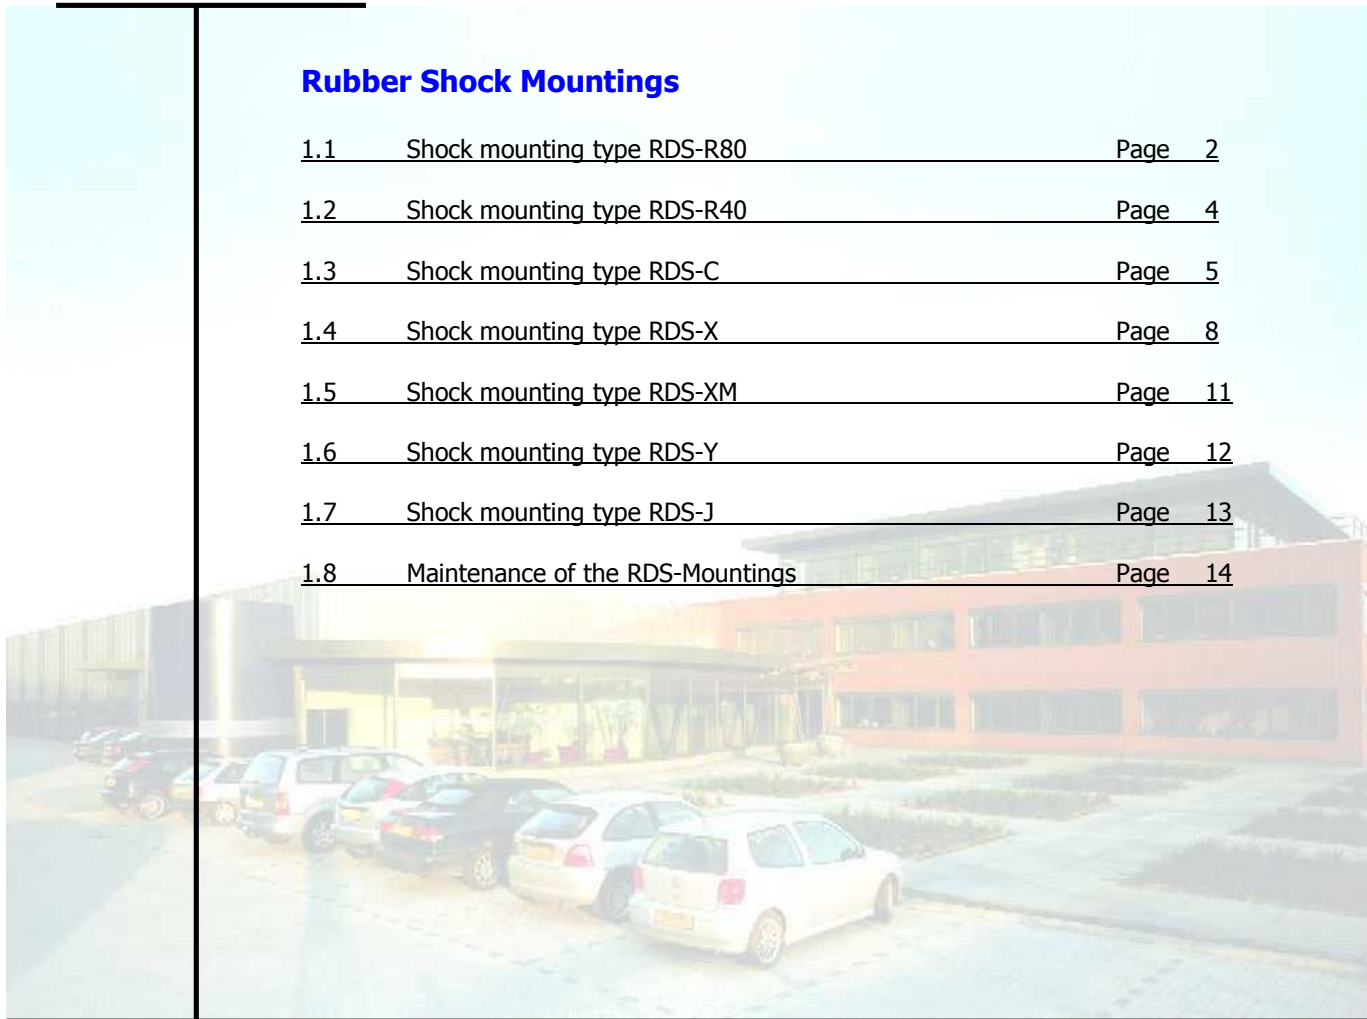 Rubber Shock Mountings
1.1 Shock mounting type RDS-R80 Page 2
1.2 Shock mounting type RDS-R40 Page 4
1.3 Shock mounting type RDS-C Page 5
1.4 Shock mounting type RDS-X Page 8
1.5 Shock mounting type RDS-XM Page 11
1.6 Shock mounting type RDS-Y Page 12
1.7 Shock mounting type RDS-J Page 13
1.8 Maintenance of the RDS-Mountings Page 14